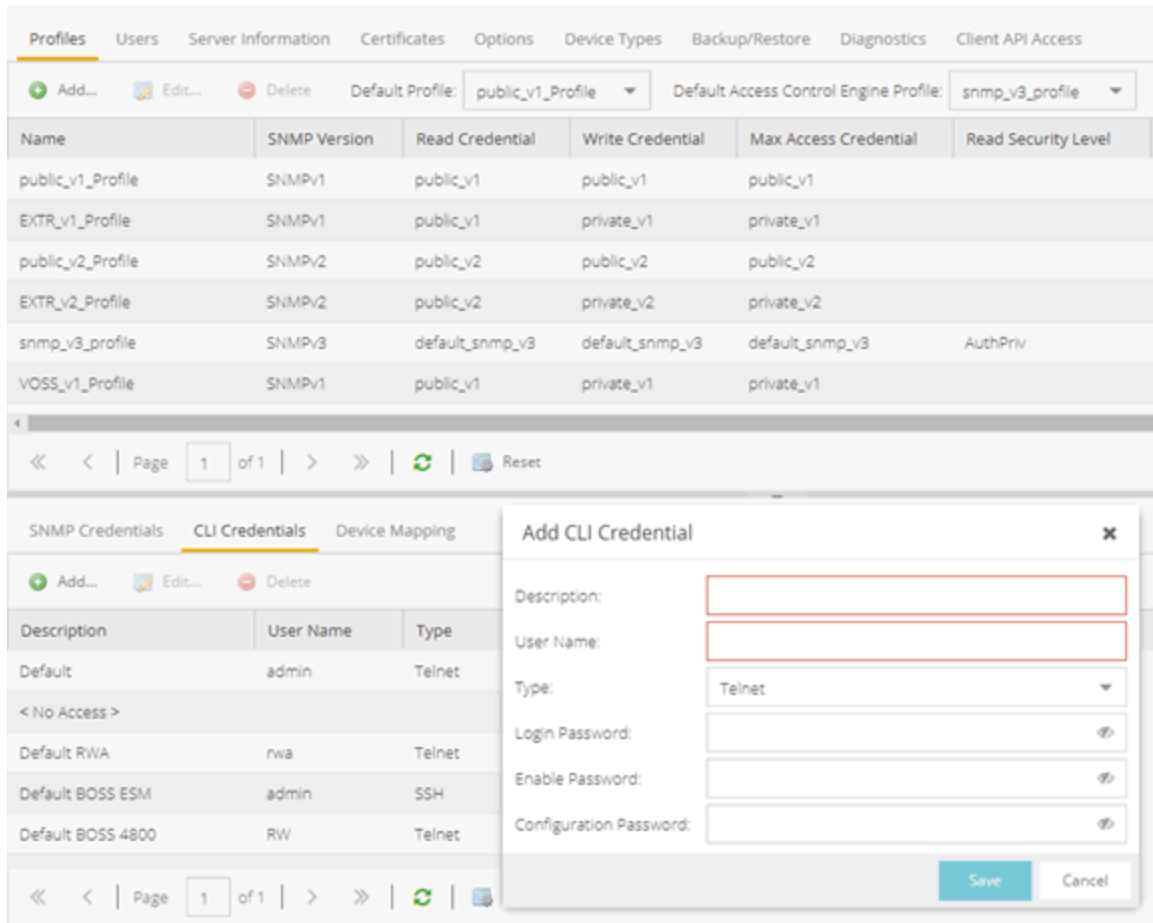 Profiles Users Server Information Certificates Options Device Types Backup/Restore Diagnostics Client API Access
Add... Edit... Delete Default Profile: public_v1_Profile Default Access Control Engine Profile: snmp_v3_profile
Name SNMP Version Read Credential Write Credential Max Access Credential Read Security Level
public_v1_Profile SNMPv1 public_v1 public_v1 public_v1
EXTR_v1_Profile SNMPv1 public_v1 private_v1 private_v1
public_v2_Profile SNMPv2 public_v2 public_v2 public_v2
EXTR_v2_Profile SNMPv2 public_v2 private_v2 private_v2
snmp_v3_profile SNMPv3 default_snmp_v3 default_snmp_v3 default_snmp_v3 AuthPriv
VOSS_v1_Profile SNMPv1 public_v1 private_v1 private_v1
Page 1 of 1 Reset
SNMP Credentials CLI Credentials Device Mapping
Add... Edit... Delete
Description User Name Type
Default admin Telnet
< No Access >
Default RWA rwa Telnet
Default BOSS ESM admin SSH
Default BOSS 4800 RW Telnet
Page 1 of 1
Add CLI Credential
Description:
User Name:
Type: Telnet
Login Password:
Enable Password:
Configuration Password:
Save Cancel